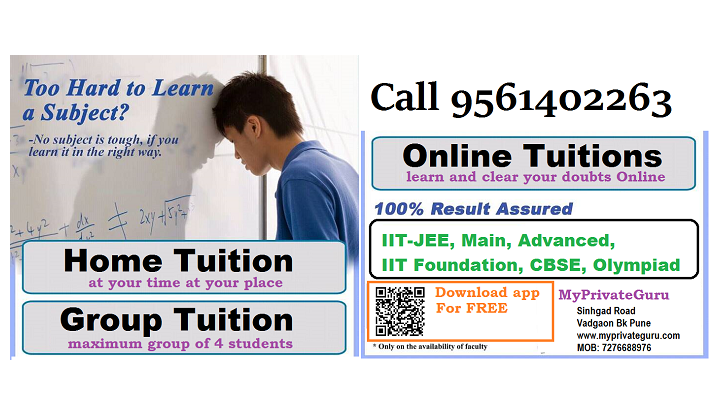 Too Hard to Learn
a Subject?
-No subject is tough, if you
learn it in the right way.
Home Tuition
at your time at your place
Group Tuition
maximum group of 4 students
Call 9561402263
Online Tuitions
learn and clear your doubts Online
100% Result Assured
IIT-JEE, Main, Advanced,
IIT Foundation, CBSE, Olympiad
Download app
For FREE
* Only on the availability of faculty
MyPrivateGuru
Sinhgad Road
Vadgaon Bk Pune
www.myprivateguru.com
MOB: 7276688976